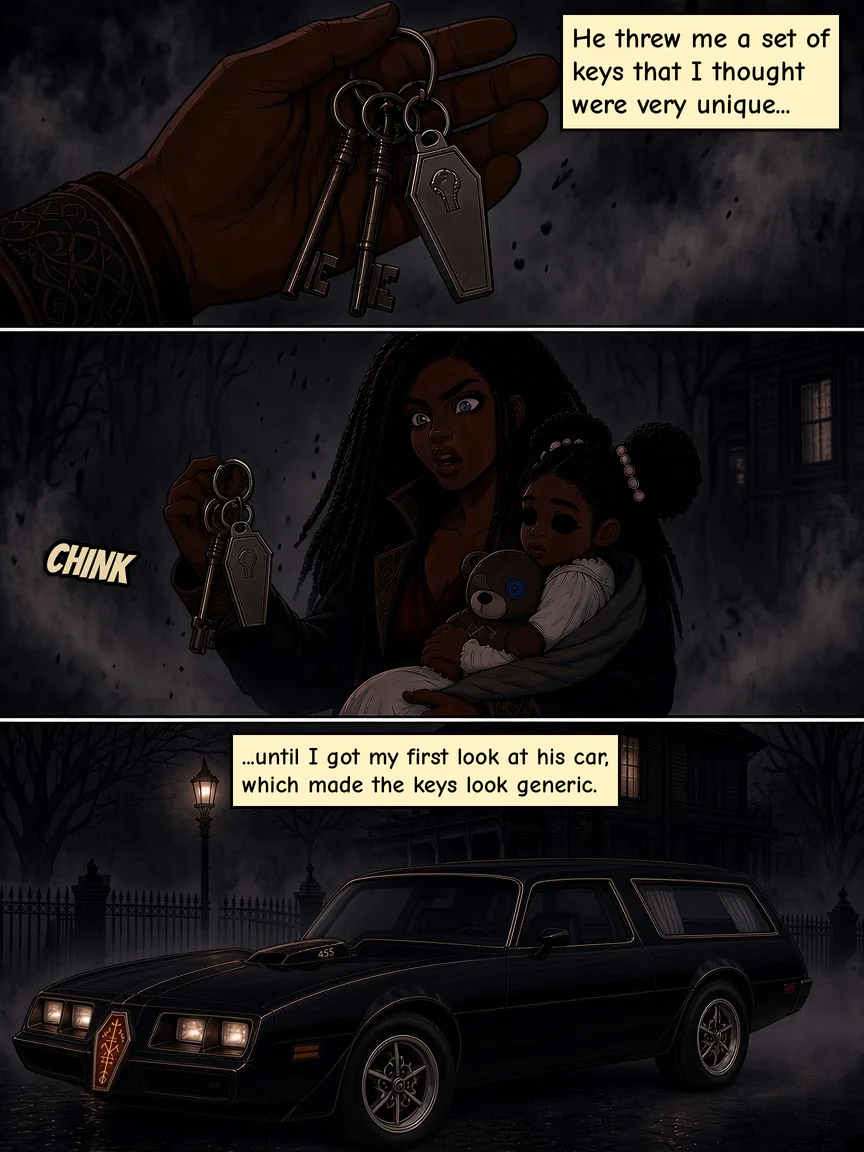 He threw me a set of
keys that I thought
were very unique...
CHINK
...until I got my first look at his car,
which made the keys look generic.
455